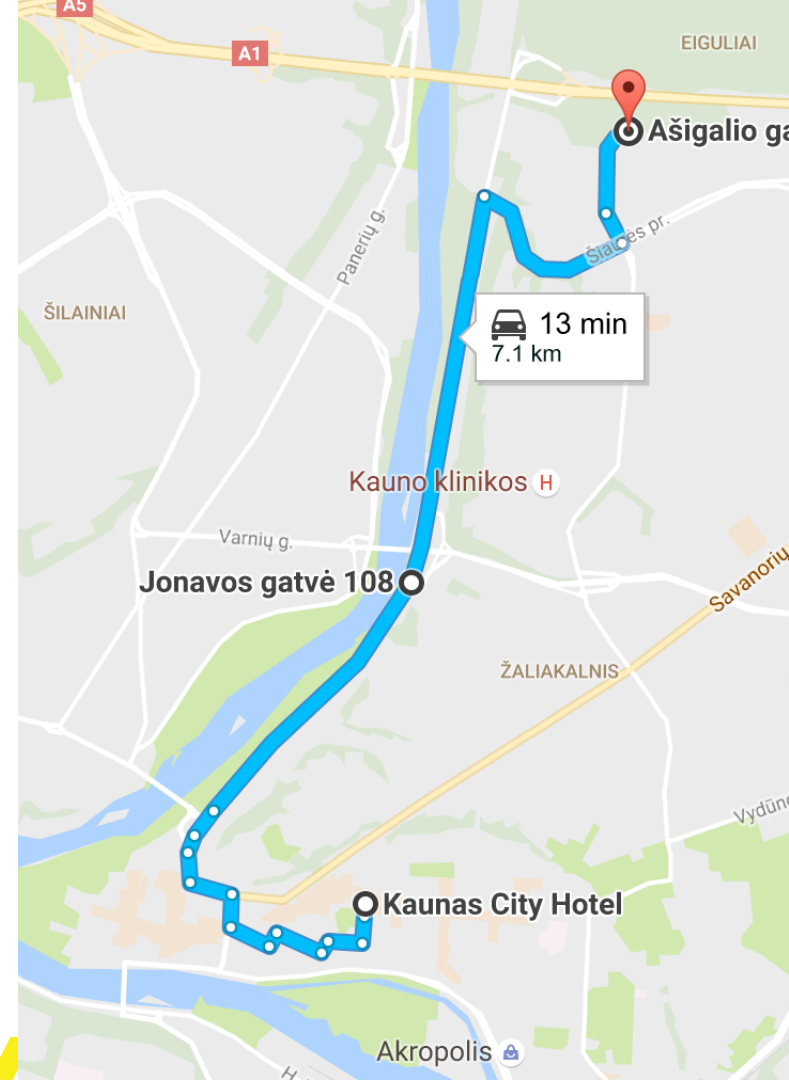 A5
A1
EIGULIAI
Ašigalio ga
Panerių g.
Šiaurės pr.
ŠILAINIAI
13 min
7.1 km
Kauno klinikos H
Varnių g.
Jonavos gatvė 108
Savanorių
ŽALIAKALNIS
Vydūno
Kaunas City Hotel
Akropolis
H.